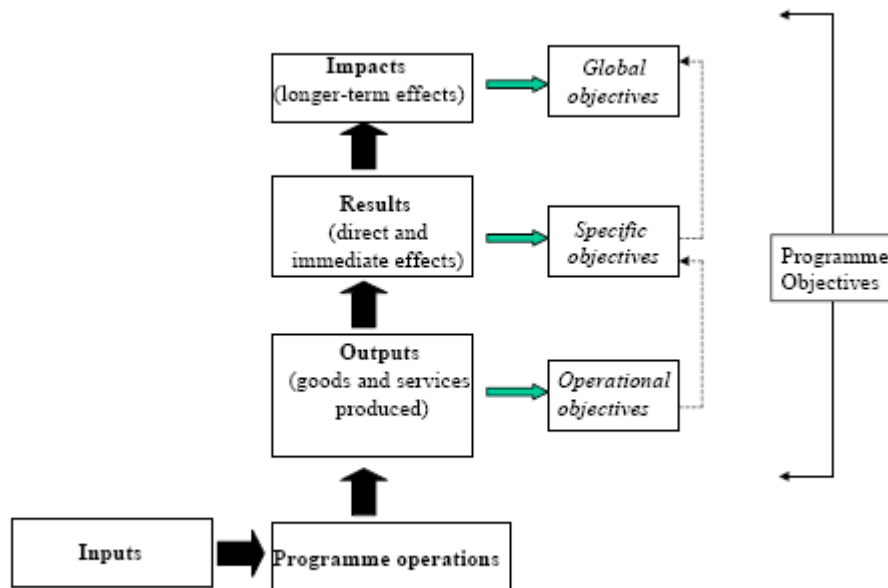 Impacts
(longer-term effects)
Global
objectives
Results
(direct and
immediate effects)
Specific
objectives
Programme
Objectives
Outputs
(goods and services
produced)
Operational
objectives
Inputs
Programme operations